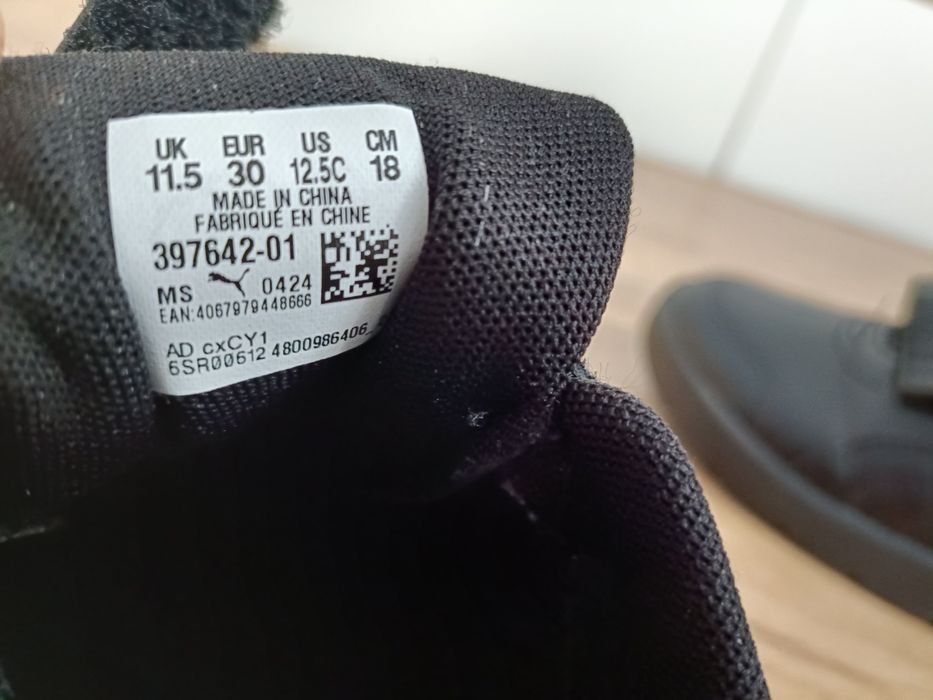 UK EUR US CM
11.5 30 12.5C 18
MADE IN CHINA
FABRIQUÉ EN CHINE
397642-01
MS 0424
EAN:4067979448666
AD cxCY1
6SR00612 4800986406_